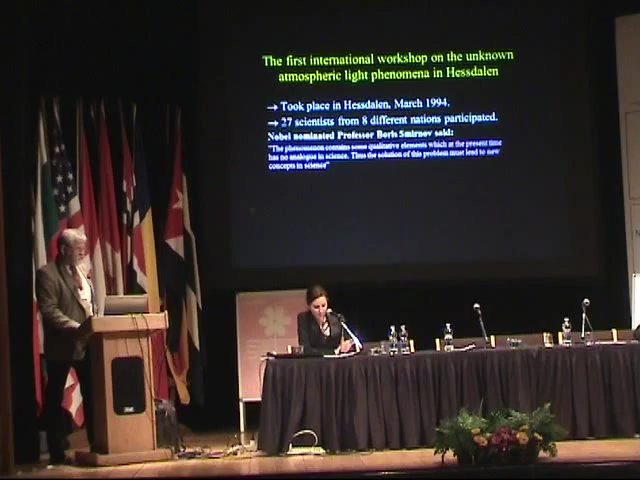 The first international workshop on the unknown
atmospheric light phenomena in Hessdalen
→ Took place in Hessdalen, March 1994.
→ 27 scientists from 8 different nations participated.
Nobel nominated Professor Boris Smirnov said:
"The phenomenon contains some qualitative elements which at the present time
has no analogue in science. Thus the solution of this problem must lead to new
concepts in science"